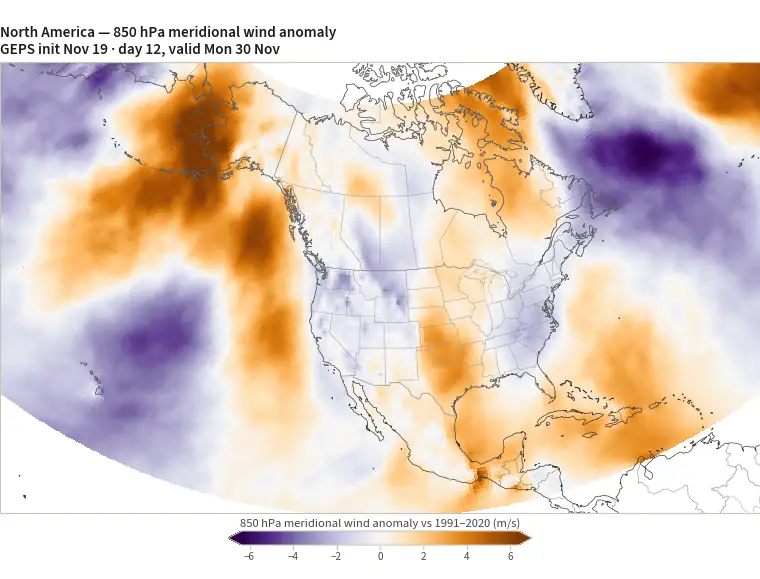 North America — 850 hPa meridional wind anomaly
GEPS init Nov 19 · day 12, valid Mon 30 Nov
850 hPa meridional wind anomaly vs 1991–2020 (m/s)
−6 −4 −2 0 2 4 6